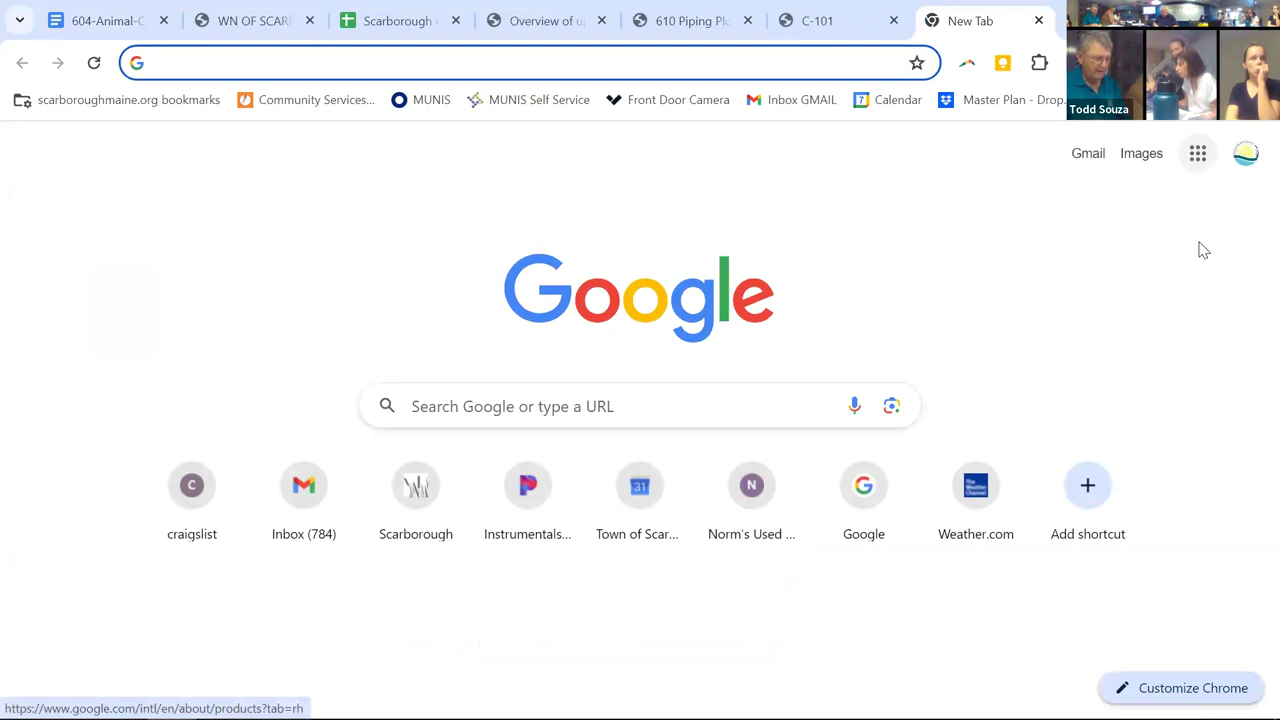 604-Animal-C
WN OF SCAR
Scarborough
Overview of
610 Piping Pl
C-101
New Tab
scarboroughmaine.org bookmarks
Community Services...
MUNIS
MUNIS Self Service
Front Door Camera
Inbox GMAIL
Calendar
Master Plan - Drop.
Todd Souza
Gmail
Images
Google
Search Google or type a URL
craigslist
Inbox (784)
Scarborough
Instrumentals...
Town of Scar...
Norm's Used ...
Google
Weather.com
Add shortcut
Customize Chrome
https://www.google.com/intl/en/about/products?tab=rh